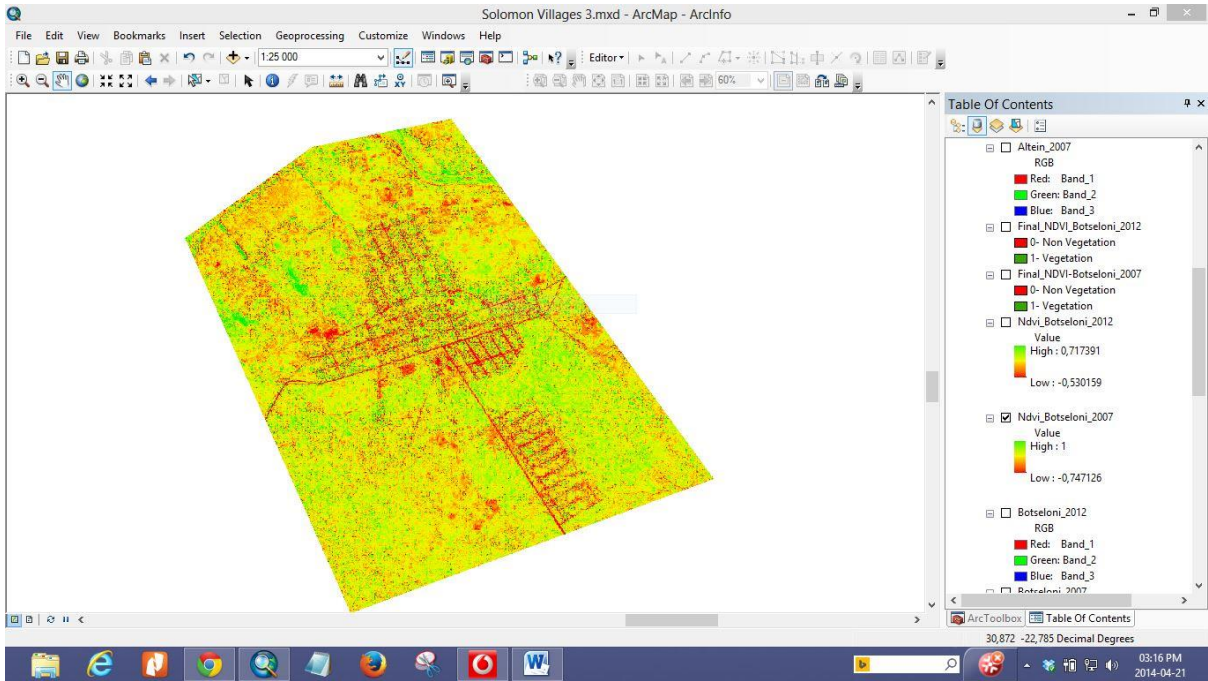 Solomon Villages 3.mxd - ArcMap - ArcInfo
File Edit View Bookmarks Insert Selection Geoprocessing Customize Windows Help
1:25 000
Editor
60%
Table Of Contents
Altein_2007
RGB
Red: Band_1
Green: Band_2
Blue: Band_3
Final_NDVI_Botseloni_2012
0- Non Vegetation
1- Vegetation
Final_NDVI-Botseloni_2007
0- Non Vegetation
1- Vegetation
Ndvi_Botseloni_2012
Value
High : 0,717391
Low : -0,530159
Ndvi_Botseloni_2007
Value
High : 1
Low : -0,747126
Botseloni_2012
RGB
Red: Band_1
Green: Band_2
Blue: Band_3
Botseloni_2007
ArcToolbox Table Of Contents
30,872 -22,785 Decimal Degrees
03:16 PM
2014-04-21